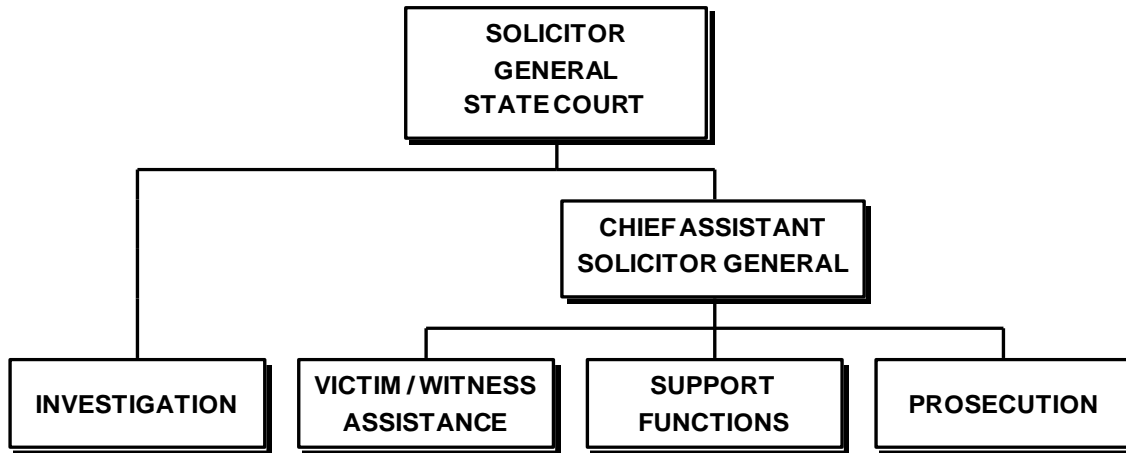 SOLICITOR
GENERAL
STATE COURT
CHIEF ASSISTANT
SOLICITOR GENERAL
INVESTIGATION
VICTIM / WITNESS
ASSISTANCE
SUPPORT
FUNCTIONS
PROSECUTION